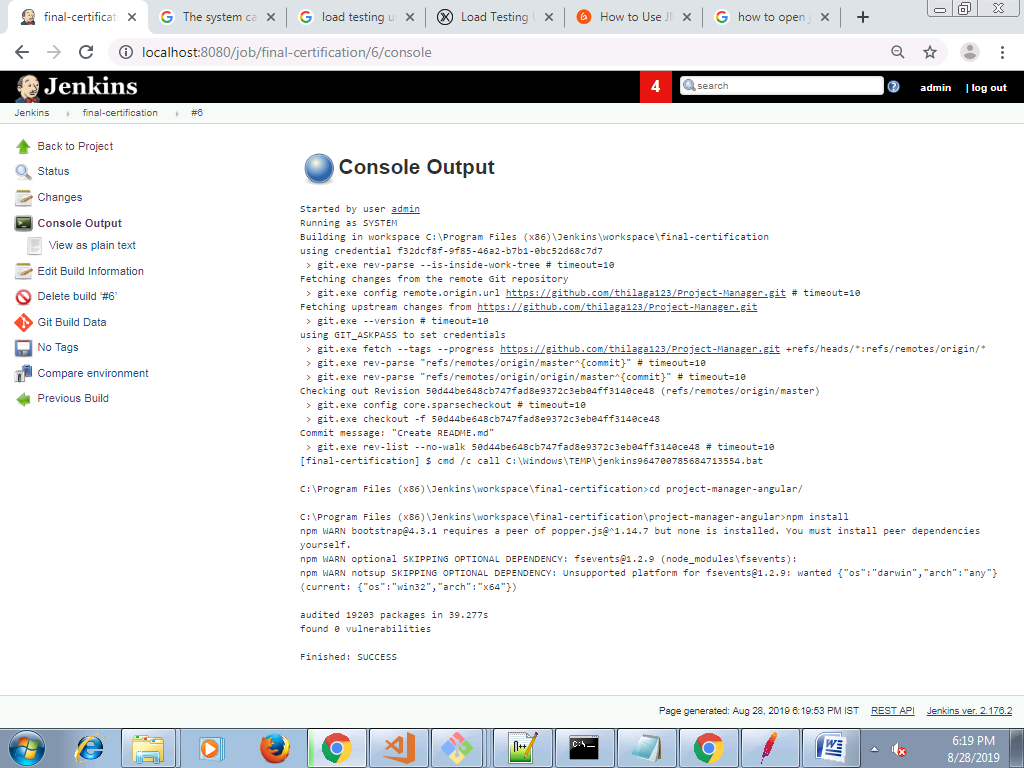 final-certificat
The system ca
load testing u
Load Testing U
How to Use JM
how to open j
localhost:8080/job/final-certification/6/console
Jenkins
4
search
admin
| log out
Jenkins
final-certification
#6
Back to Project
Status
Changes
Console Output
View as plain text
Edit Build Information
Delete build '#6'
Git Build Data
No Tags
Compare environment
Previous Build
Console Output
Started by user admin
Running as SYSTEM
Building in workspace C:\Program Files (x86)\Jenkins\workspace\final-certification
using credential f32dcf8f-9f85-46a2-b7b1-0bc52d68c7d7
> git.exe rev-parse --is-inside-work-tree # timeout=10
Fetching changes from the remote Git repository
> git.exe config remote.origin.url https://github.com/thilaga123/Project-Manager.git # timeout=10
Fetching upstream changes from https://github.com/thilaga123/Project-Manager.git
> git.exe --version # timeout=10
using GIT_ASKPASS to set credentials
> git.exe fetch --tags --progress https://github.com/thilaga123/Project-Manager.git +refs/heads/*:refs/remotes/origin/*
> git.exe rev-parse "refs/remotes/origin/master^{commit}" # timeout=10
> git.exe rev-parse "refs/remotes/origin/origin/master^{commit}" # timeout=10
Checking out Revision 50d44be648cb747fad8e9372c3eb04ff3140ce48 (refs/remotes/origin/master)
> git.exe config core.sparsecheckout # timeout=10
> git.exe checkout -f 50d44be648cb747fad8e9372c3eb04ff3140ce48
Commit message: "Create README.md"
> git.exe rev-list --no-walk 50d44be648cb747fad8e9372c3eb04ff3140ce48 # timeout=10
[final-certification] $ cmd /c call C:\Windows\TEMP\jenkins964700785684713554.bat
C:\Program Files (x86)\Jenkins\workspace\final-certification>cd project-manager-angular/
C:\Program Files (x86)\Jenkins\workspace\final-certification\project-manager-angular>npm install
npm WARN bootstrap@4.3.1 requires a peer of popper.js@^1.14.7 but none is installed. You must install peer dependencies
yourself.
npm WARN optional SKIPPING OPTIONAL DEPENDENCY: fsevents@1.2.9 (node_modules\fsevents):
npm WARN notsup SKIPPING OPTIONAL DEPENDENCY: Unsupported platform for fsevents@1.2.9: wanted {"os":"darwin","arch":"any"}
(current: {"os":"win32","arch":"x64"})
audited 19203 packages in 39.277s
found 0 vulnerabilities
Finished: SUCCESS
Page generated: Aug 28, 2019 6:19:53 PM IST
REST API
Jenkins ver. 2.176.2
6:19 PM
8/28/2019